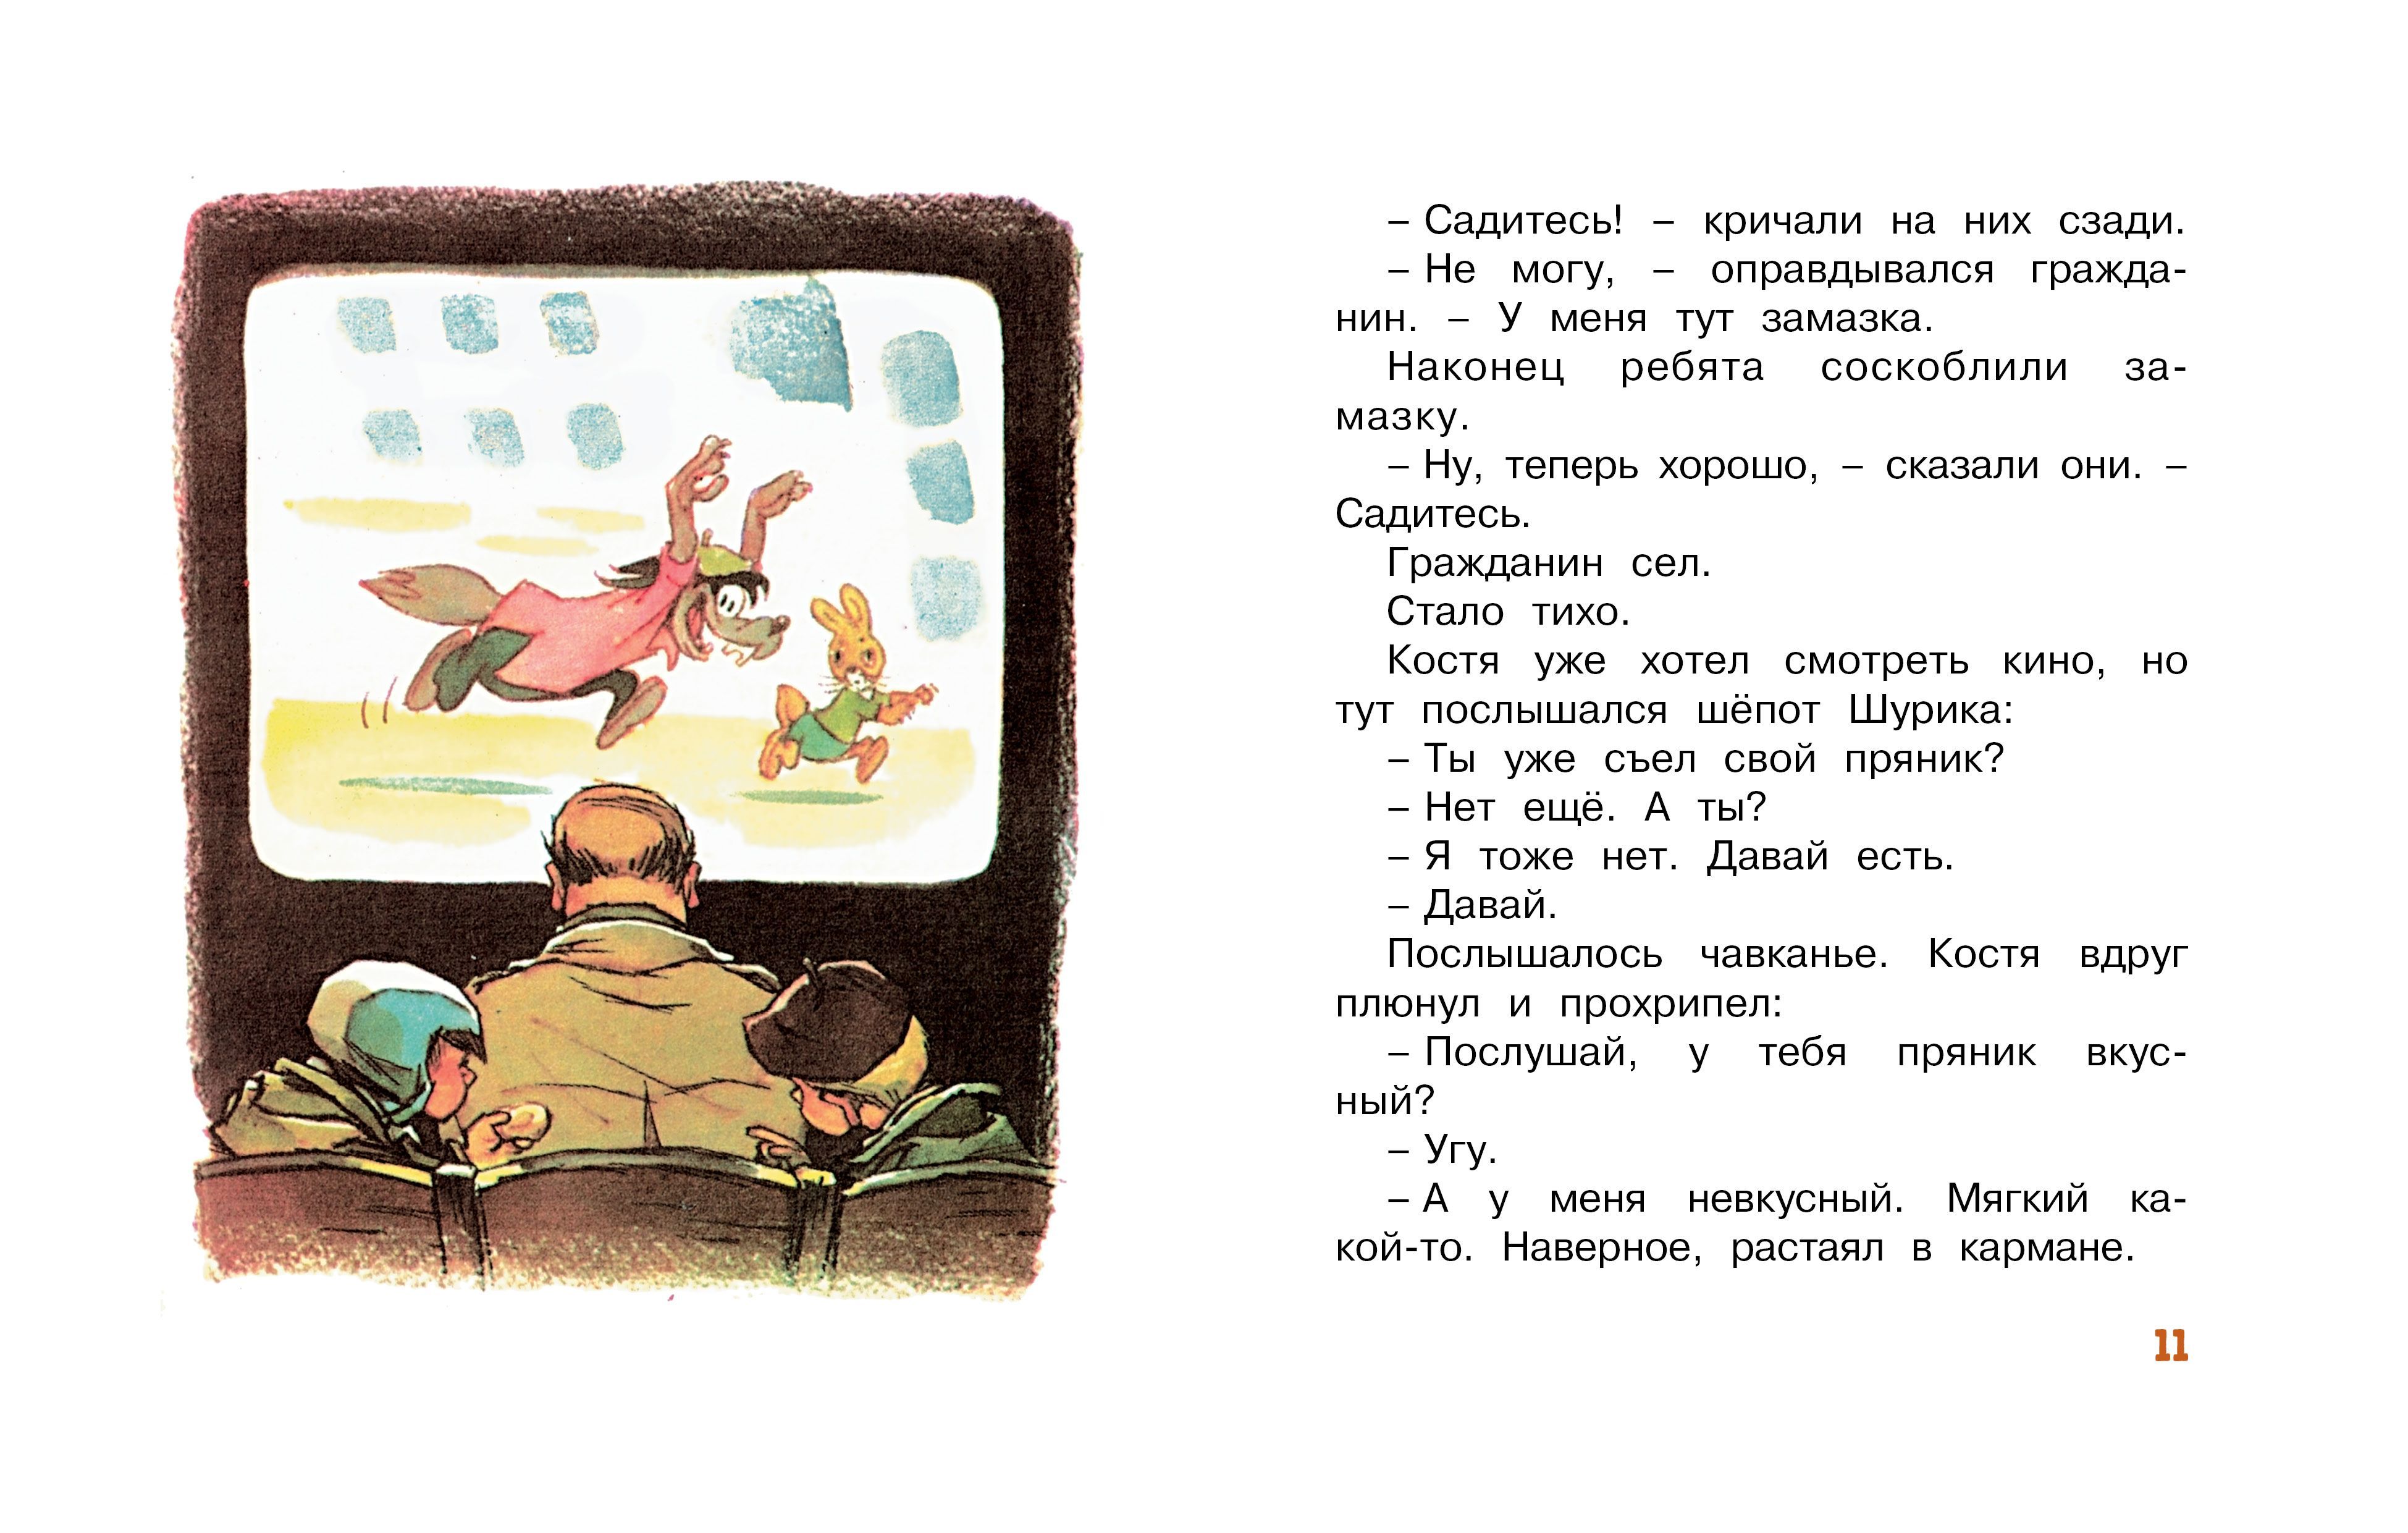 – Садитесь! – кричали на них сзади.
– Не могу, – оправдывался гражда-
нин. – У меня тут замазка.
Наконец ребята соскоблили за-
мазку.
– Ну, теперь хорошо, – сказали они. –
Садитесь.
Гражданин сел.
Стало тихо.
Костя уже хотел смотреть кино, но
тут послышался шёпот Шурика:
– Ты уже съел свой пряник?
– Нет ещё. А ты?
– Я тоже нет. Давай есть.
– Давай.
Послышалось чавканье. Костя вдруг
плюнул и прохрипел:
– Послушай, у тебя пряник вкус-
ный?
– Угу.
– А у меня невкусный. Мягкий ка-
кой-то. Наверное, растаял в кармане.
11